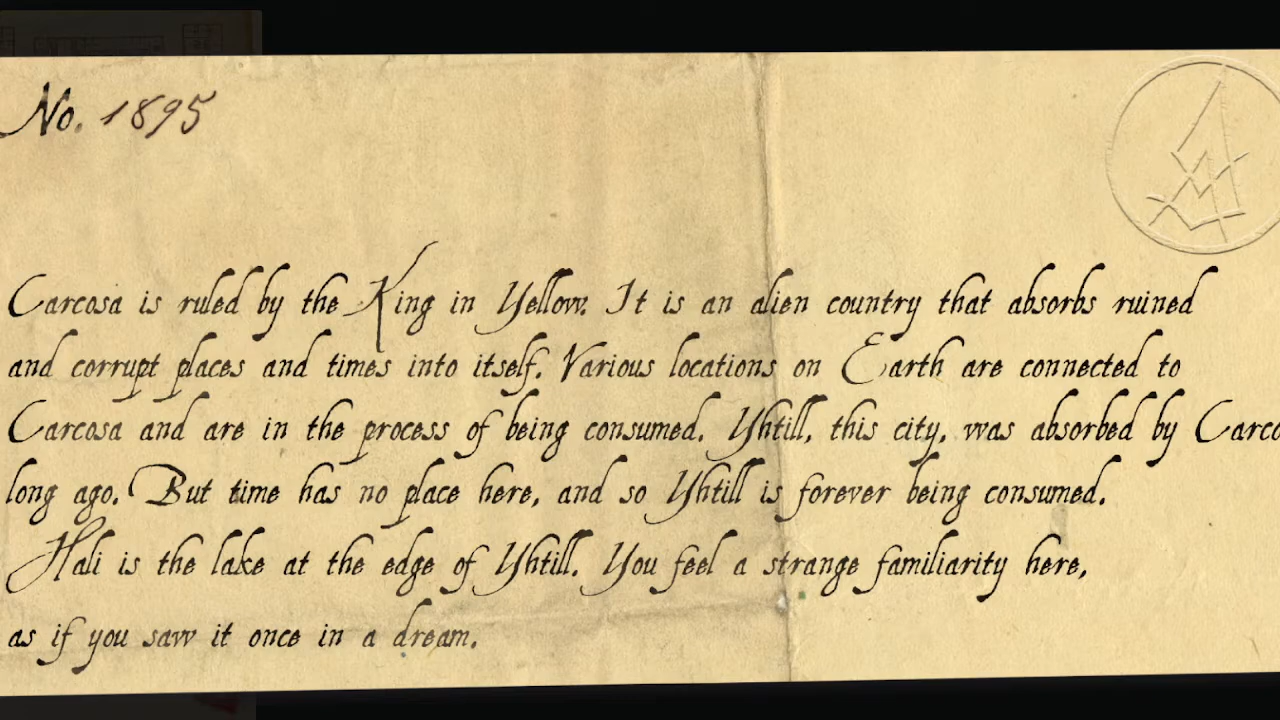 No. 1895
Carcosa is ruled by the King in Yellow. It is an alien country that absorbs ruined
and corrupt places and times into itself. Various locations on Earth are connected to
Carcosa and are in the process of being consumed. Yhtill, this city, was absorbed by Carco
long ago. But time has no place here, and so Yhtill is forever being consumed.
Hali is the lake at the edge of Yhtill. You feel a strange familiarity here,
as if you saw it once in a dream.